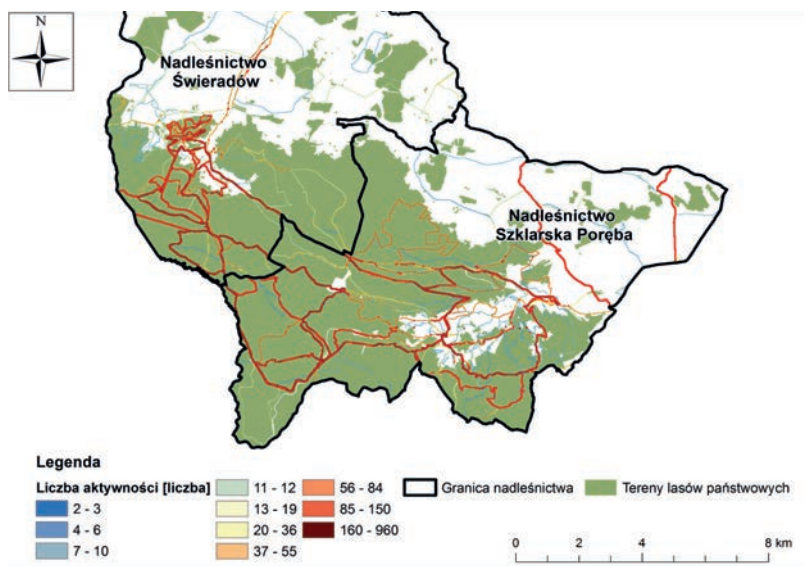 N
Nadleśnictwo
Świeradów
Nadleśnictwo
Szklarska Poręba
Legenda
Liczba aktywności [liczba]
2 - 3
4 - 6
7 - 10
11 - 12
13 - 19
20 - 36
37 - 55
56 - 84
85 - 150
160 - 960
Granica nadleśnictwa
Tereny lasów państwowych
0 2 4 8 km